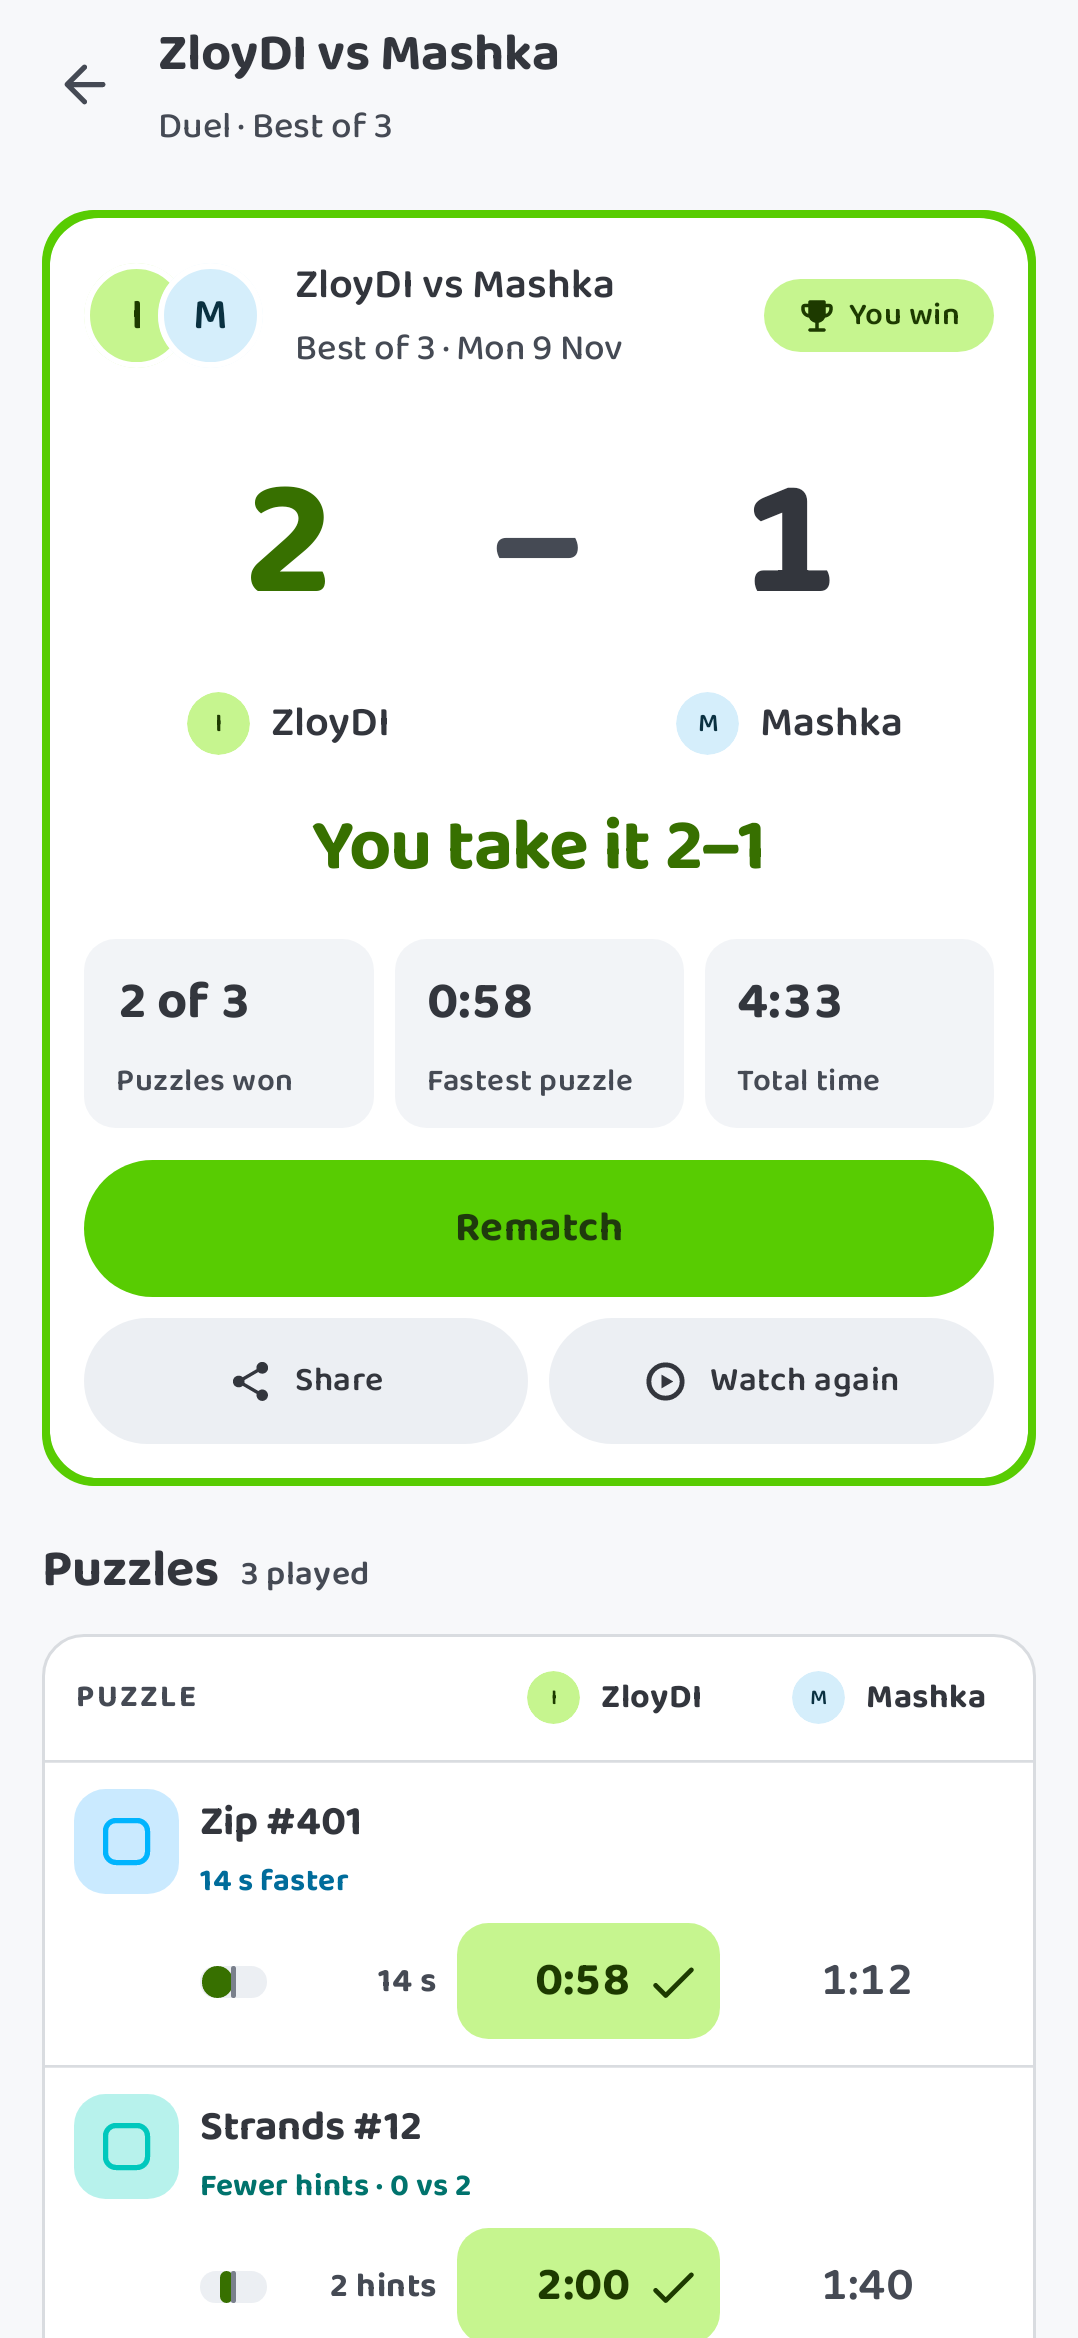 ZloyDI vs Mashka
Duel · Best of 3
I M ZloyDI vs Mashka
Best of 3 · Mon 9 Nov
You win
2 – 1
I ZloyDI M Mashka
You take it 2–1
2 of 3 0:58 4:33
Puzzles won Fastest puzzle Total time
Rematch
Share Watch again
Puzzles 3 played
PUZZLE I ZloyDI M Mashka
Zip #401
14 s faster
14 s 0:58 1:12
Strands #12
Fewer hints · 0 vs 2
2 hints 2:00 1:40